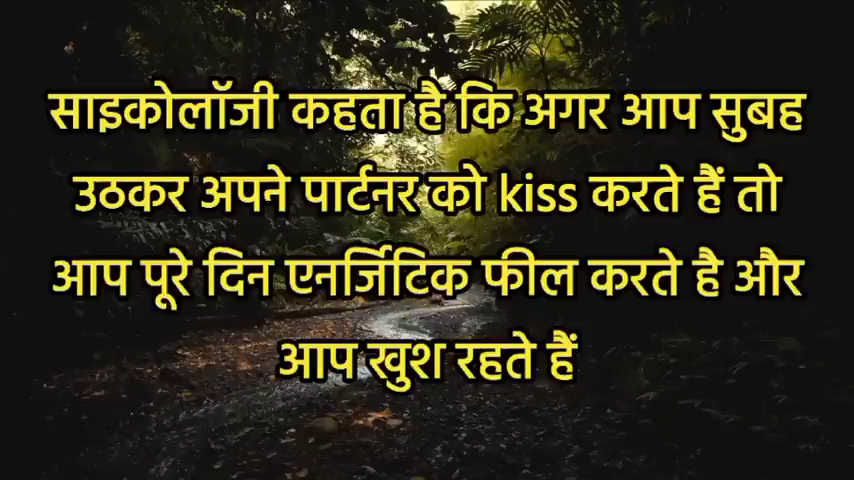 साइकोलॉजी कहता है कि अगर आप सुबह
उठकर अपने पार्टनर को kiss करते हैं तो
आप पूरे दिन एनर्जिटिक फील करते है और
आप खुश रहते हैं